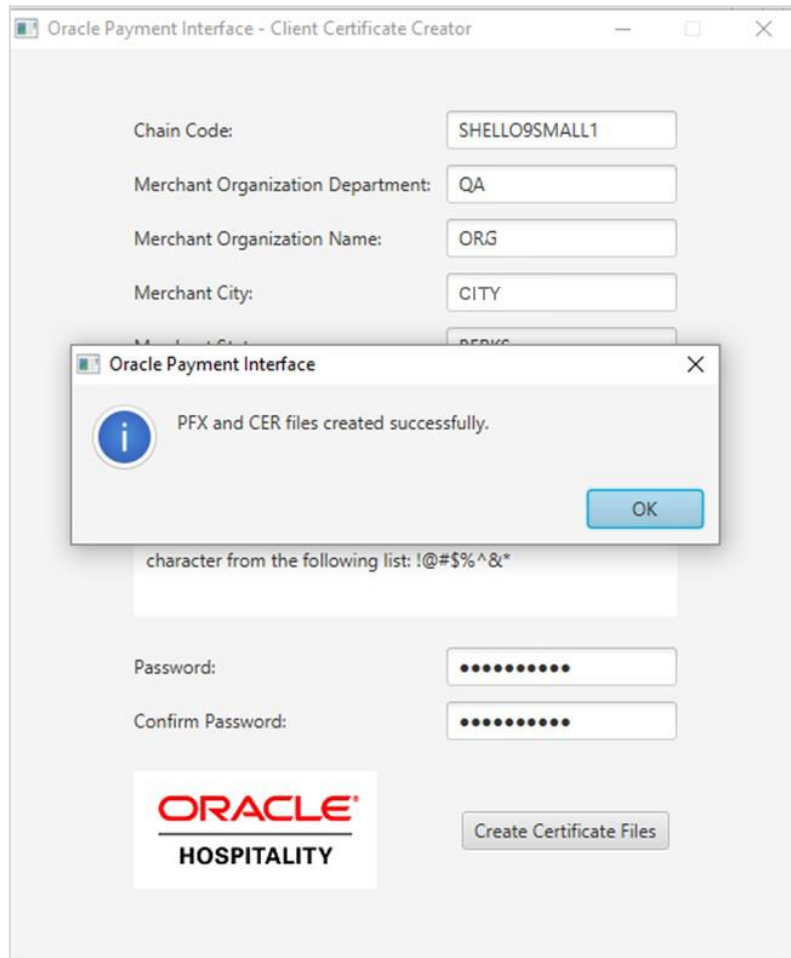 Oracle Payment Interface - Client Certificate Creator
Chain Code: SHELLO9SMALL1
Merchant Organization Department: QA
Merchant Organization Name: ORG
Merchant City: CITY
Oracle Payment Interface
PFX and CER files created successfully.
OK
character from the following list: !@#$%^&*
Password: ••••••••••
Confirm Password: ••••••••••
ORACLE®
HOSPITALITY
Create Certificate Files